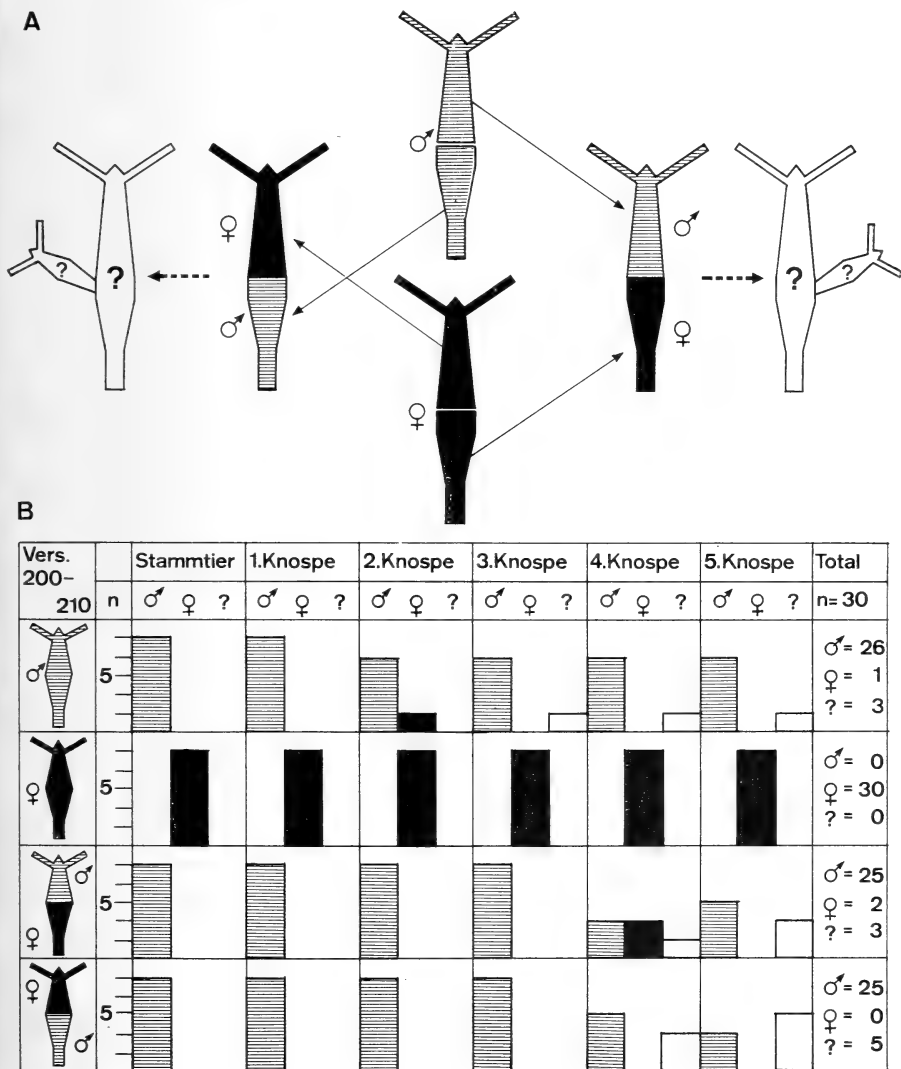 A
♂
♀
♂
?
?
♂
?
?
♀
♀
B
Vers. 200–210 n Stammtier 1.Knospe 2.Knospe 3.Knospe 4.Knospe 5.Knospe Total
♂ ♀ ? ♂ ♀ ? ♂ ♀ ? ♂ ♀ ? ♂ ♀ ? ♂ ♀ ? n=30
♂ 5 ♂= 26
♀= 1
?= 3
♀ 5 ♂= 0
♀= 30
?= 0
♂ ♀ 5 ♂= 25
♀= 2
?= 3
♀ ♂ 5 ♂= 25
♀= 0
?= 5